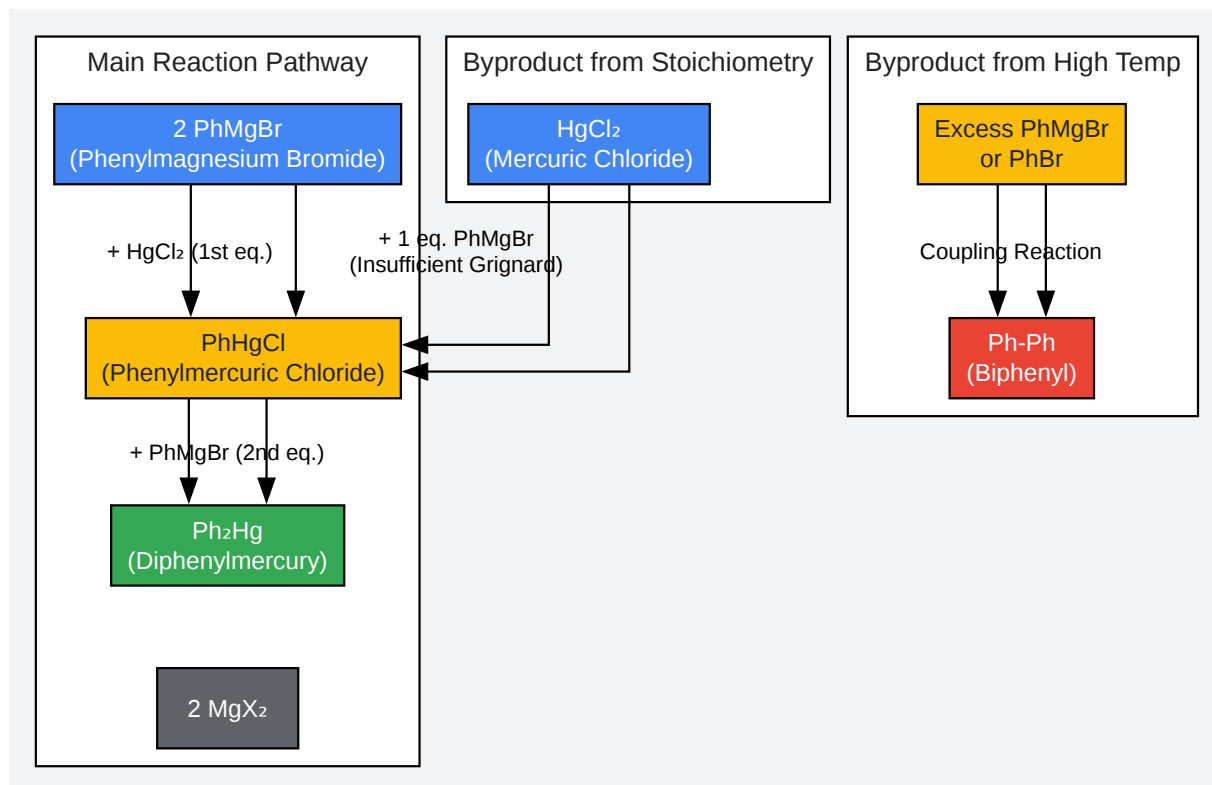 Main Reaction Pathway
2 PhMgBr
(Phenylmagnesium Bromide)
+ HgCl₂ (1st eq.)
PhHgCl
(Phenylmercuric Chloride)
+ PhMgBr (2nd eq.)
Ph₂Hg
(Diphenylmercury)
2 MgX₂
Byproduct from Stoichiometry
HgCl₂
(Mercuric Chloride)
+ 1 eq. PhMgBr
(Insufficient Grignard)
Byproduct from High Temp
Excess PhMgBr
or PhBr
Coupling Reaction
Ph-Ph
(Biphenyl)